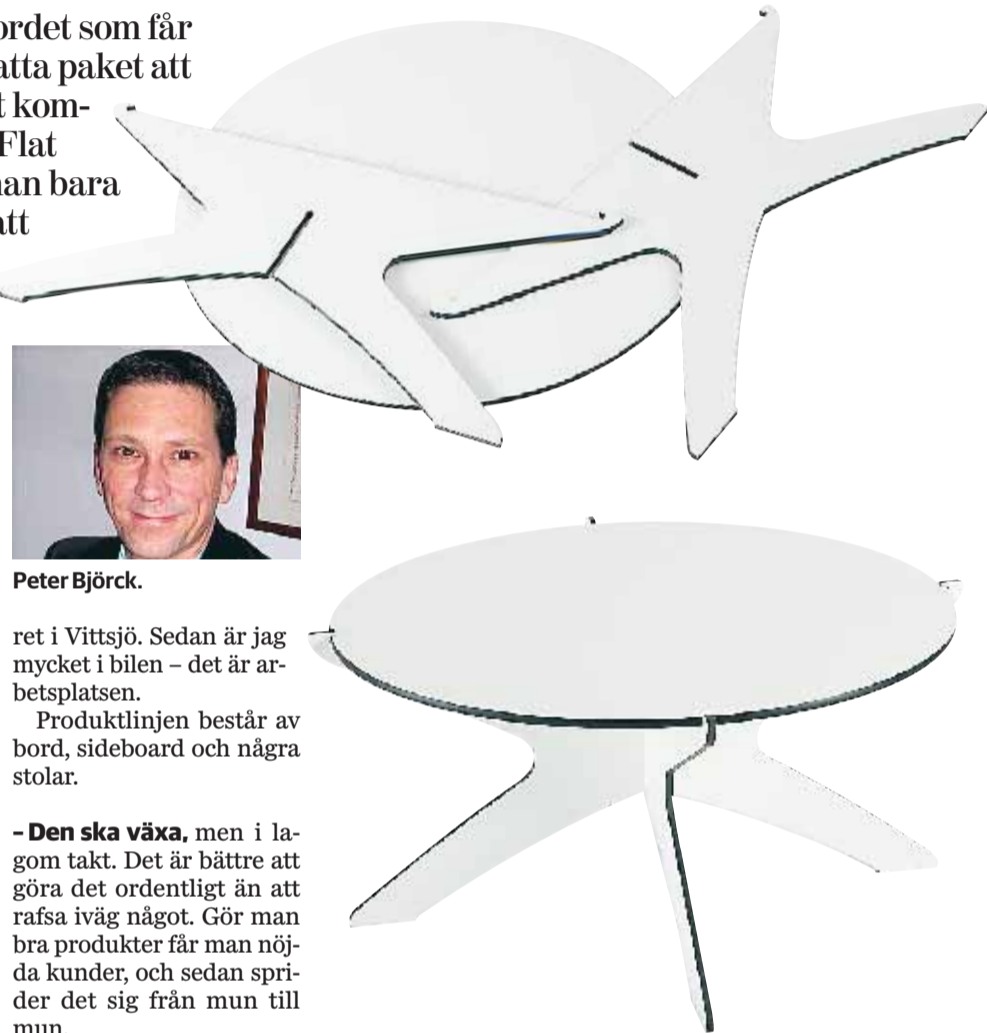 ordet som får
atta paket att
t kom-
Flat
nan bara
att
Peter Björck.
ret i Vittsjö. Sedan är jag
mycket i bilen – det är ar-
betsplatsen.
Produktlinjen består av
bord, sideboard och några
stolar.
– Den ska växa, men i la-
gom takt. Det är bättre att
göra det ordentligt än att
rafsa iväg något. Gör man
bra produkter får man nöj-
da kunder, och sedan spri-
der det sig från mun till
mun